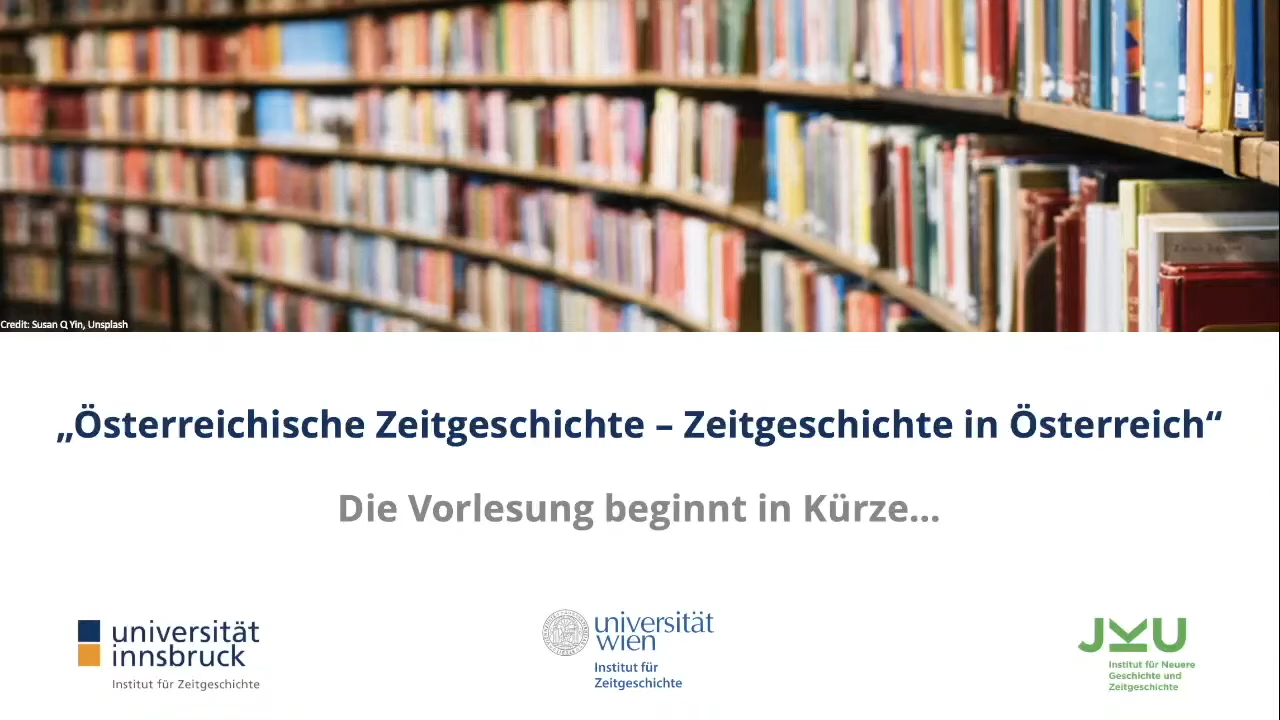 Credit: Susan Q Yin, Unsplash
„Österreichische Zeitgeschichte – Zeitgeschichte in Österreich“
Die Vorlesung beginnt in Kürze...
universität
innsbruck
Institut für Zeitgeschichte
universität
wien
Institut für
Zeitgeschichte
JKU
Institut für Neuere
Geschichte und
Zeitgeschichte